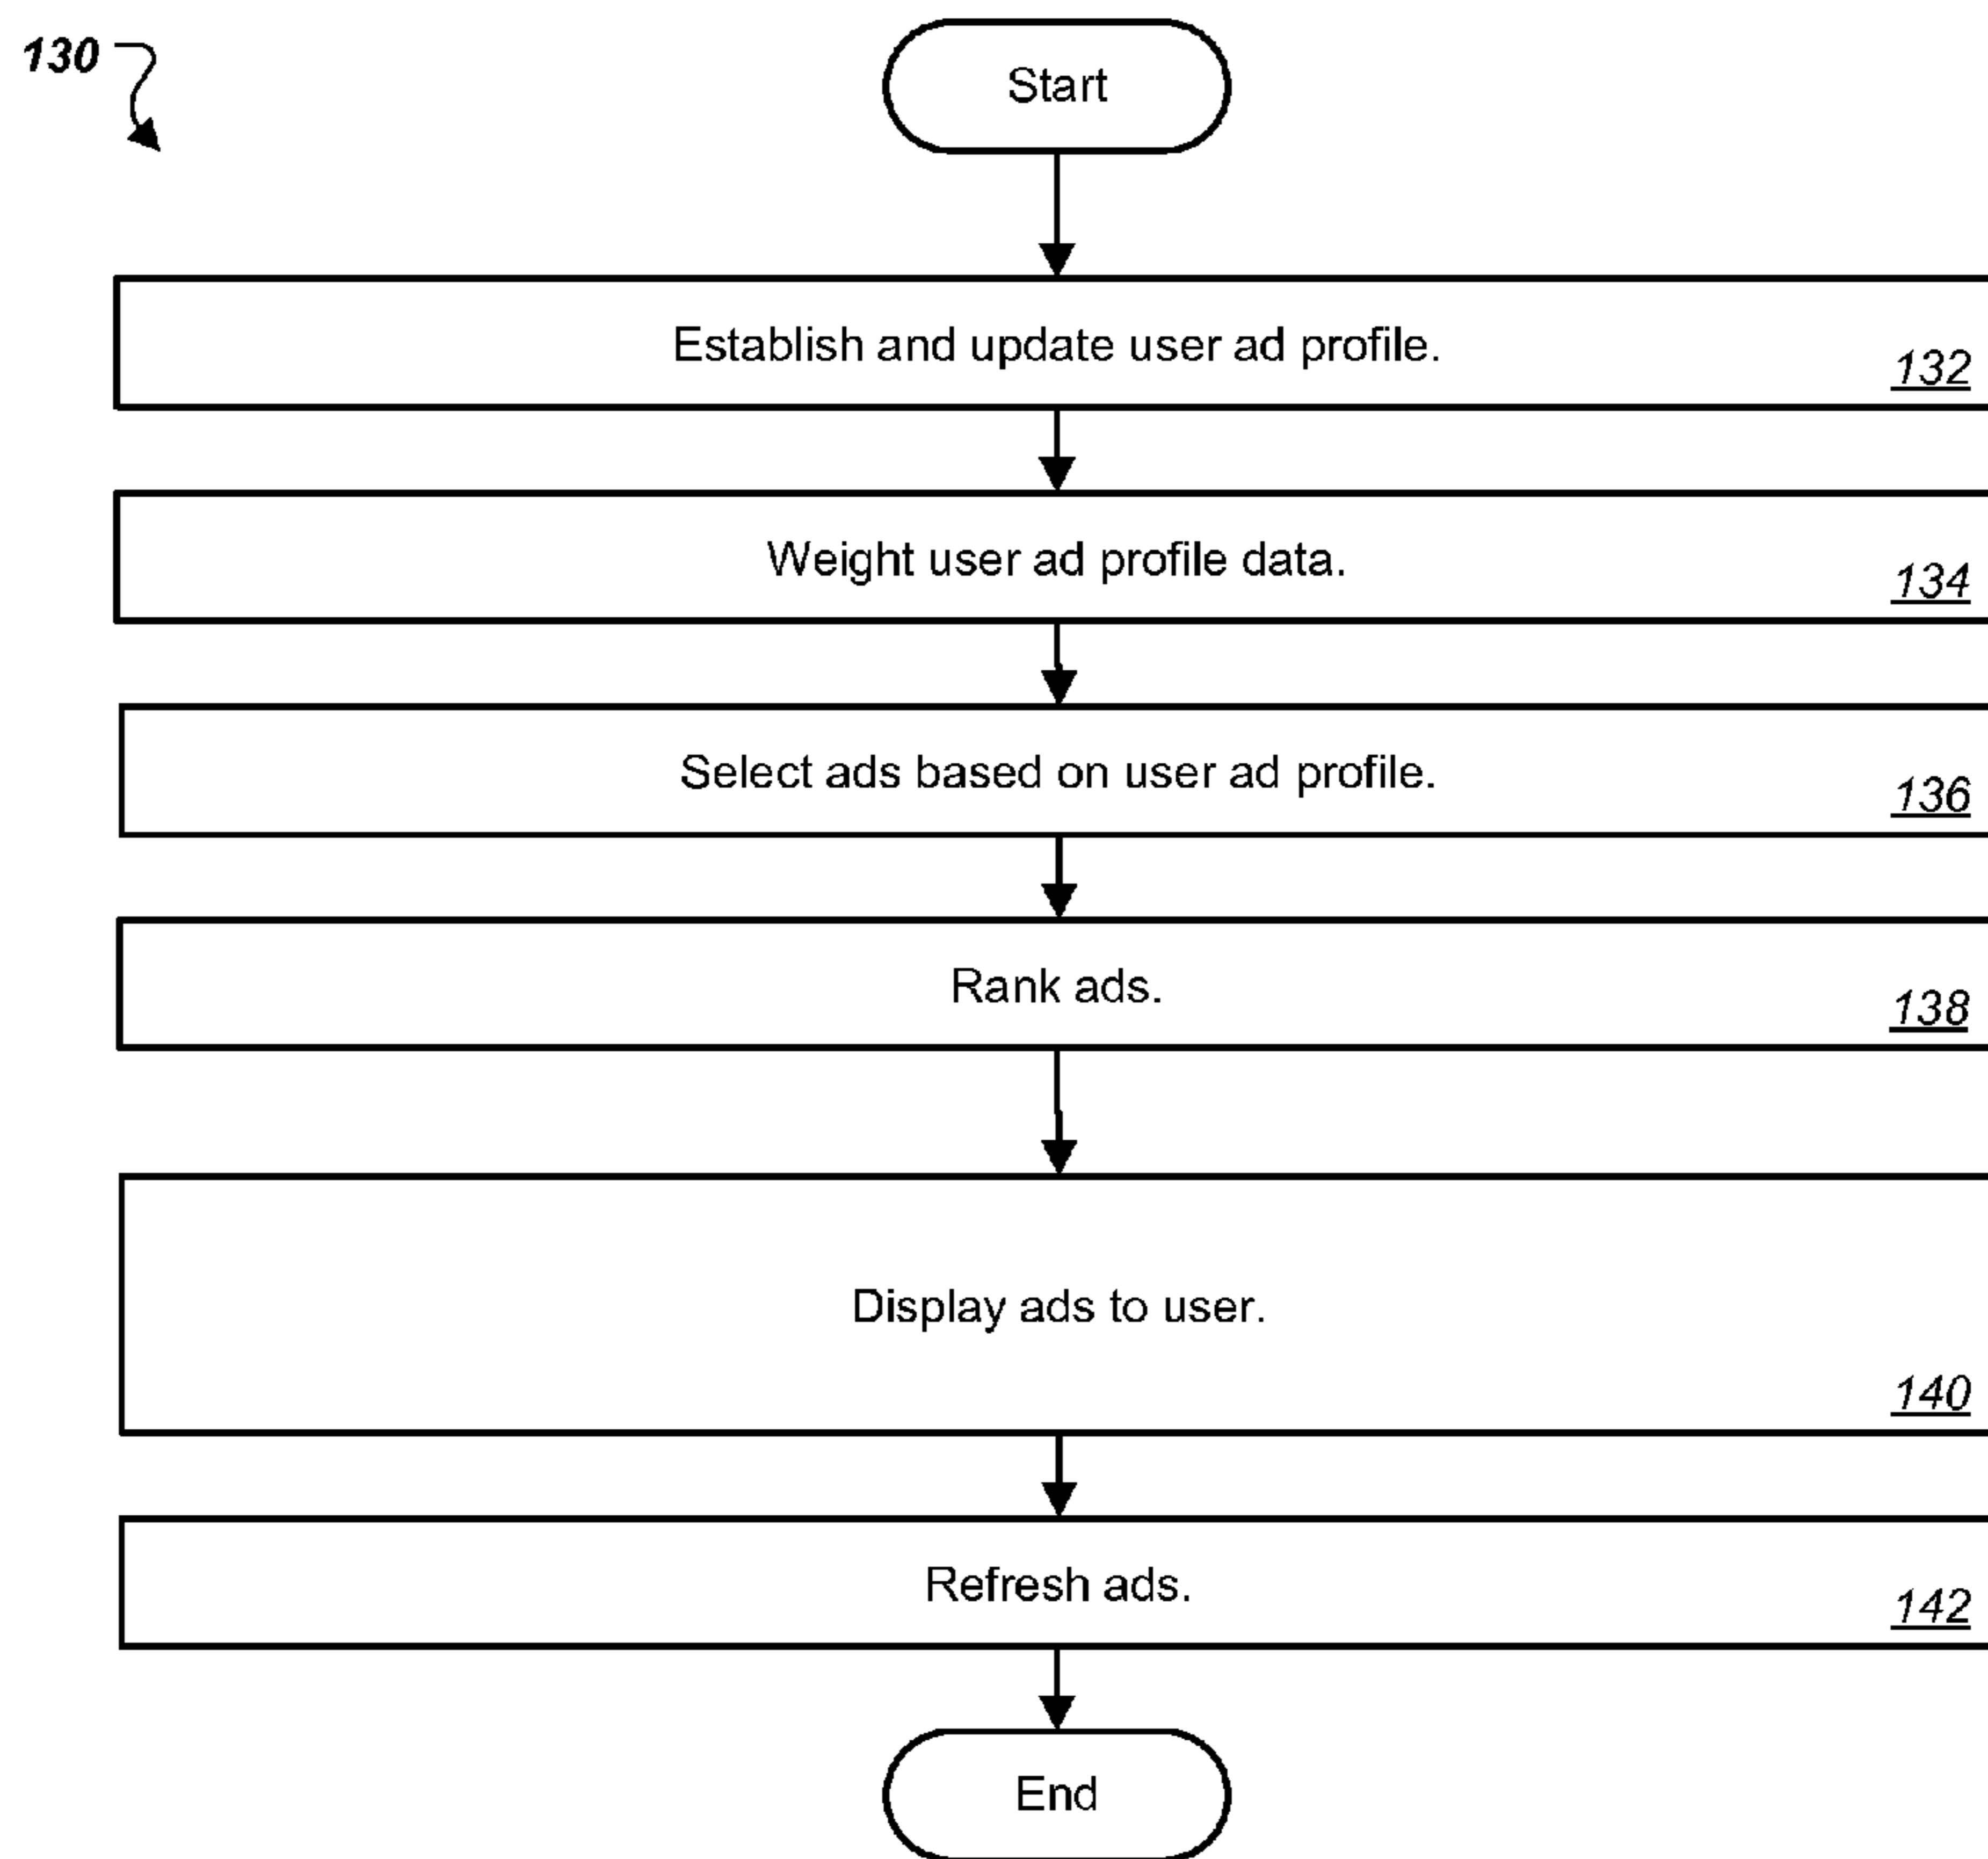 130
Start
Establish and update user ad profile.
132
Weight user ad profile data.
134
Select ads based on user ad profile.
136
Rank ads.
138
Display ads to user.
140
Refresh ads.
142
End